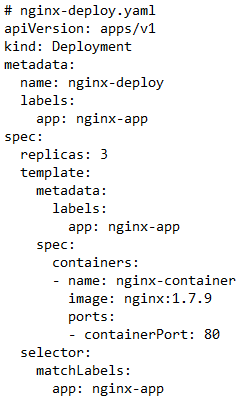 # nginx-deploy.yaml
apiVersion: apps/v1
kind: Deployment
metadata:
  name: nginx-deploy
  labels:
    app: nginx-app
spec:
  replicas: 3
  template:
    metadata:
      labels:
        app: nginx-app
    spec:
      containers:
      - name: nginx-container
        image: nginx:1.7.9
        ports:
        - containerPort: 80
  selector:
    matchLabels:
      app: nginx-app